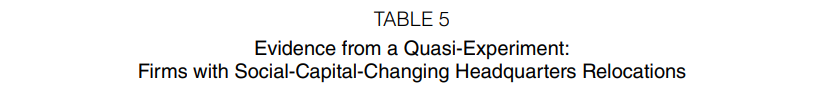 TABLE 5
Evidence from a Quasi-Experiment:
Firms with Social-Capital-Changing Headquarters Relocations